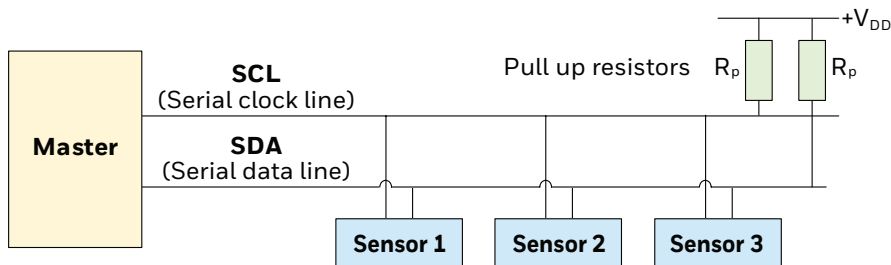 +VDD
SCL
(Serial clock line)
Pull up resistors
Rp
Rp
Master
SDA
(Serial data line)
Sensor 1
Sensor 2
Sensor 3